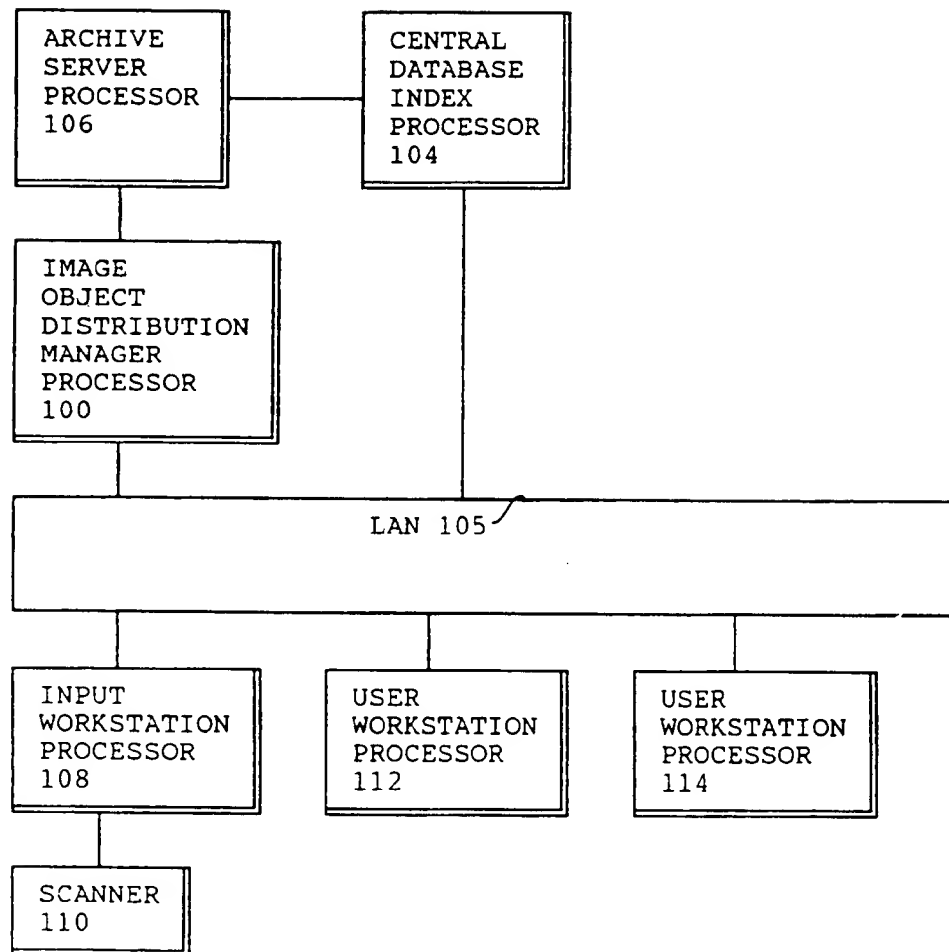 ARCHIVE
SERVER
PROCESSOR
106
CENTRAL
DATABASE
INDEX
PROCESSOR
104
IMAGE
OBJECT
DISTRIBUTION
MANAGER
PROCESSOR
100
LAN 105
INPUT
WORKSTATION
PROCESSOR
108
USER
WORKSTATION
PROCESSOR
112
USER
WORKSTATION
PROCESSOR
114
SCANNER
110